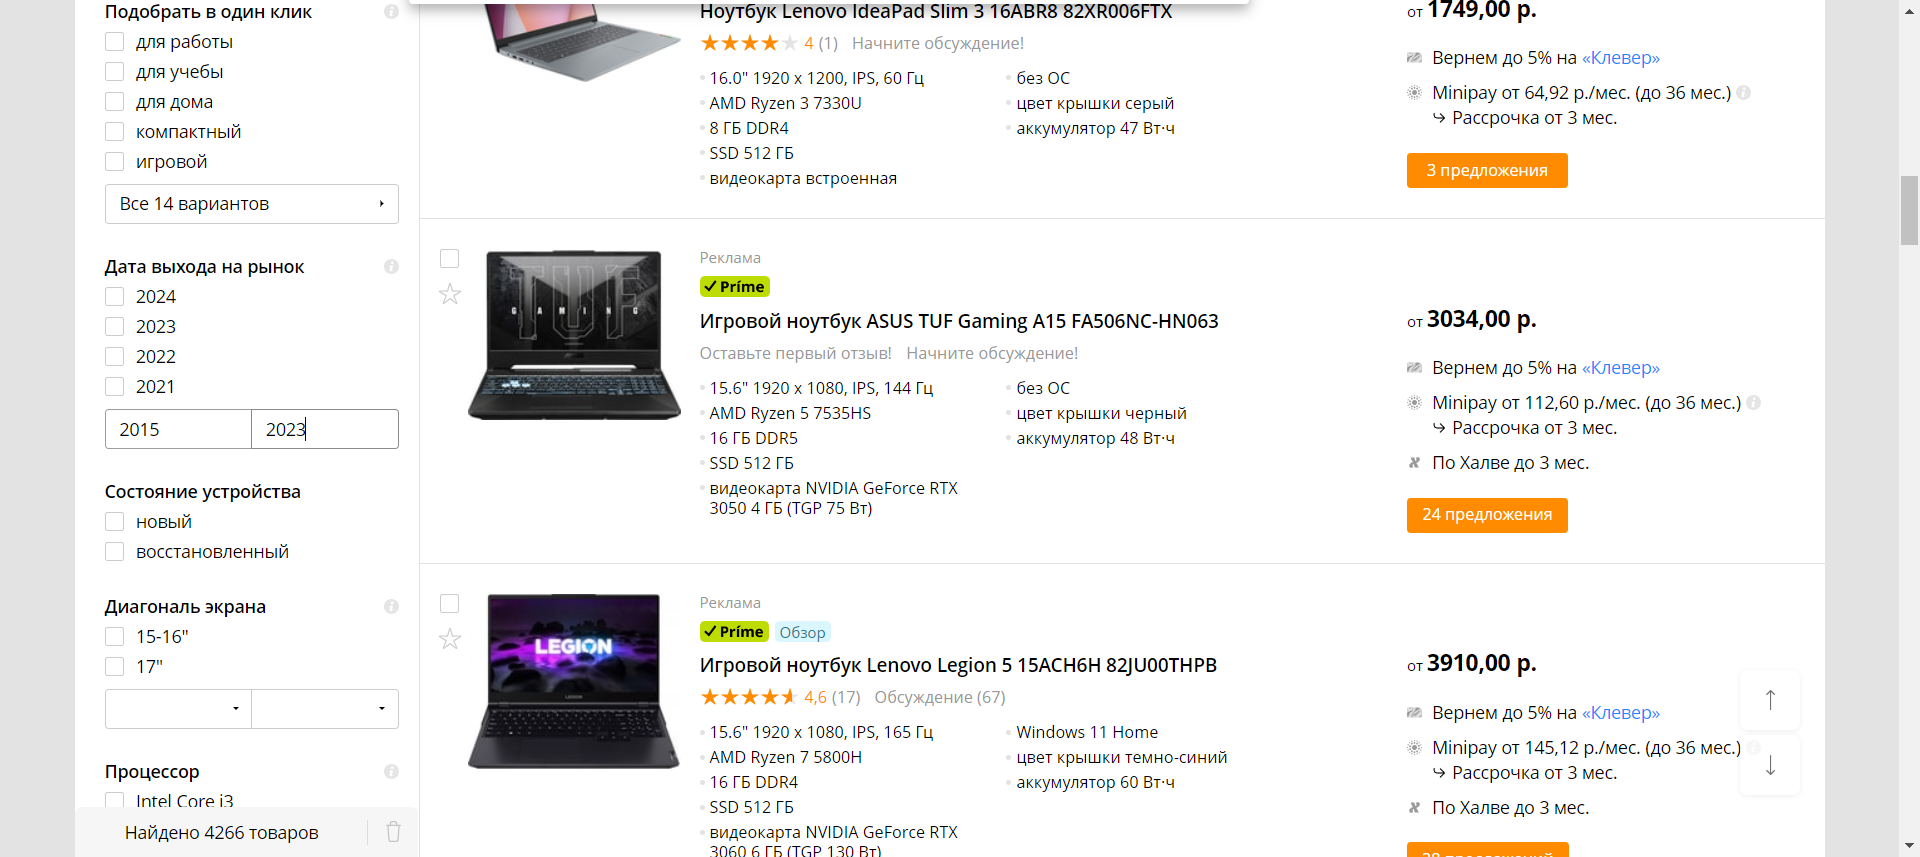 Подобрать в один клик
для работы
для учебы
для дома
компактный
игровой
Все 14 вариантов
Дата выхода на рынок
2024
2023
2022
2021
2015
2023
Состояние устройства
новый
восстановленный
Диагональ экрана
15-16"
17"
Процессор
Intel Core i3
Найдено 4266 товаров
Ноутбук Lenovo IdeaPad Slim 3 16ABR8 82XR006FTX
4 (1) Начните обсуждение!
16.0" 1920 x 1200, IPS, 60 Гц
AMD Ryzen 3 7330U
8 ГБ DDR4
SSD 512 ГБ
видеокарта встроенная
без ОС
цвет крышки серый
аккумулятор 47 Вт·ч
от 1749,00 р.
Вернем до 5% на «Клевер»
Minipay от 64,92 р./мес. (до 36 мес.)
Рассрочка от 3 мес.
3 предложения
TUF
GAMING
Реклама
Prime
Игровой ноутбук ASUS TUF Gaming A15 FA506NC-HN063
Оставьте первый отзыв! Начните обсуждение!
15.6" 1920 x 1080, IPS, 144 Гц
AMD Ryzen 5 7535HS
16 ГБ DDR5
SSD 512 ГБ
видеокарта NVIDIA GeForce RTX
3050 4 ГБ (TGP 75 Вт)
без ОС
цвет крышки черный
аккумулятор 48 Вт·ч
от 3034,00 р.
Вернем до 5% на «Клевер»
Minipay от 112,60 р./мес. (до 36 мес.)
Рассрочка от 3 мес.
По Халве до 3 мес.
24 предложения
LEGION
Реклама
Prime Обзор
Игровой ноутбук Lenovo Legion 5 15ACH6H 82JU00THPB
4,6 (17) Обсуждение (67)
15.6" 1920 x 1080, IPS, 165 Гц
AMD Ryzen 7 5800H
16 ГБ DDR4
SSD 512 ГБ
видеокарта NVIDIA GeForce RTX
3060 6 ГБ (TGP 130 Вт)
Windows 11 Home
цвет крышки темно-синий
аккумулятор 60 Вт·ч
от 3910,00 р.
Вернем до 5% на «Клевер»
Minipay от 145,12 р./мес. (до 36 мес.)
Рассрочка от 3 мес.
По Халве до 3 мес.